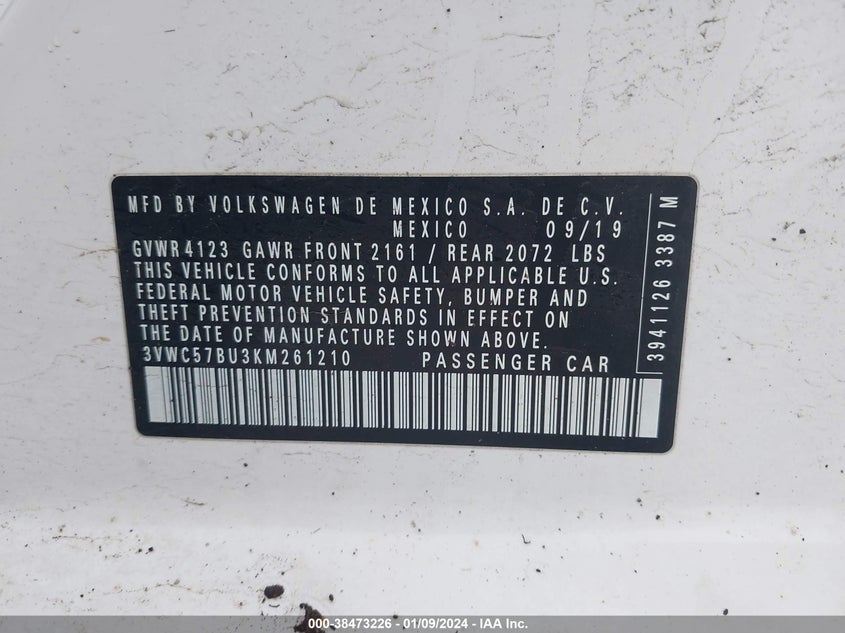 MFD BY VOLKSWAGEN DE MEXICO S.A. DE C.V.
MEXICO 09/19
GVWR 4123 GAWR FRONT 2161 / REAR 2072 LBS
THIS VEHICLE CONFORMS TO ALL APPLICABLE U.S.
FEDERAL MOTOR VEHICLE SAFETY, BUMPER AND
THEFT PREVENTION STANDARDS IN EFFECT ON
THE DATE OF MANUFACTURE SHOWN ABOVE.
3VWC57BU3KM261210 PASSENGER CAR
3941126 3387 M
000-38473226 - 01/09/2024 - IAA Inc.